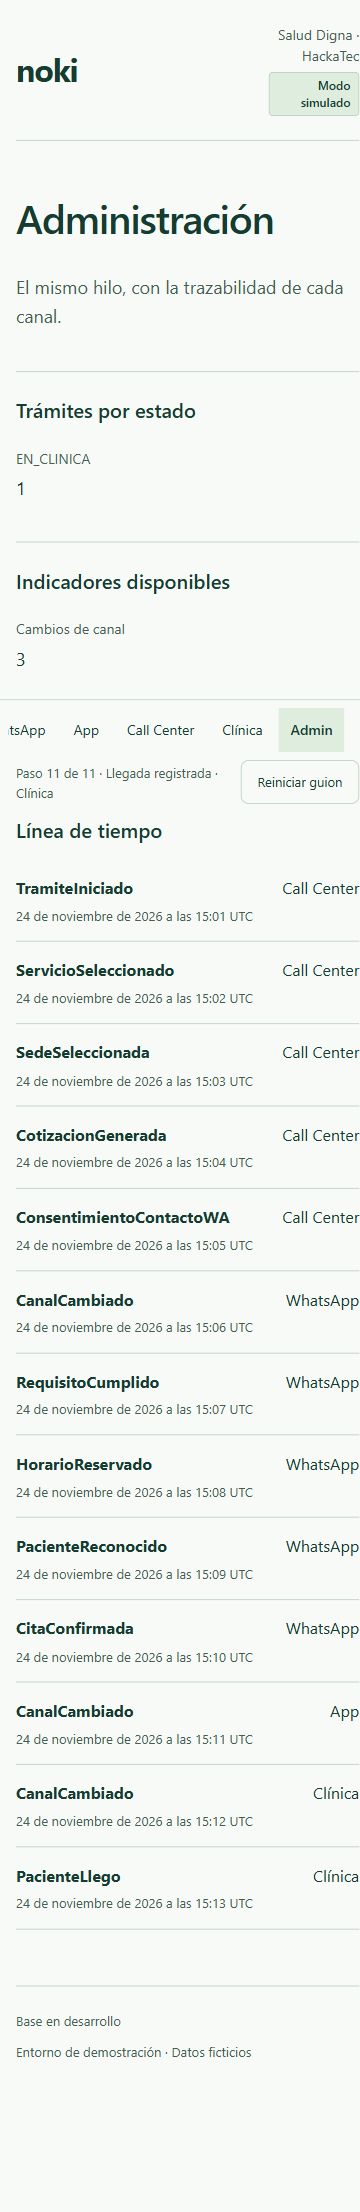 noki
Salud Digna ·
HackaTec
Modo
simulado
Administración
El mismo hilo, con la trazabilidad de cada
canal.
Trámites por estado
EN_CLINICA
1
Indicadores disponibles
Cambios de canal
3
tsApp App Call Center Clínica Admin
Paso 11 de 11 · Llegada registrada ·
Clínica
Reiniciar guion
Línea de tiempo
TramiteIniciado Call Center
24 de noviembre de 2026 a las 15:01 UTC
ServicioSeleccionado Call Center
24 de noviembre de 2026 a las 15:02 UTC
SedeSeleccionada Call Center
24 de noviembre de 2026 a las 15:03 UTC
CotizacionGenerada Call Center
24 de noviembre de 2026 a las 15:04 UTC
ConsentimientoContactoWA Call Center
24 de noviembre de 2026 a las 15:05 UTC
CanalCambiado WhatsApp
24 de noviembre de 2026 a las 15:06 UTC
RequisitoCumplido WhatsApp
24 de noviembre de 2026 a las 15:07 UTC
HorarioReservado WhatsApp
24 de noviembre de 2026 a las 15:08 UTC
PacienteReconocido WhatsApp
24 de noviembre de 2026 a las 15:09 UTC
CitaConfirmada WhatsApp
24 de noviembre de 2026 a las 15:10 UTC
CanalCambiado App
24 de noviembre de 2026 a las 15:11 UTC
CanalCambiado Clínica
24 de noviembre de 2026 a las 15:12 UTC
PacienteLlego Clínica
24 de noviembre de 2026 a las 15:13 UTC
Base en desarrollo
Entorno de demostración · Datos ficticios